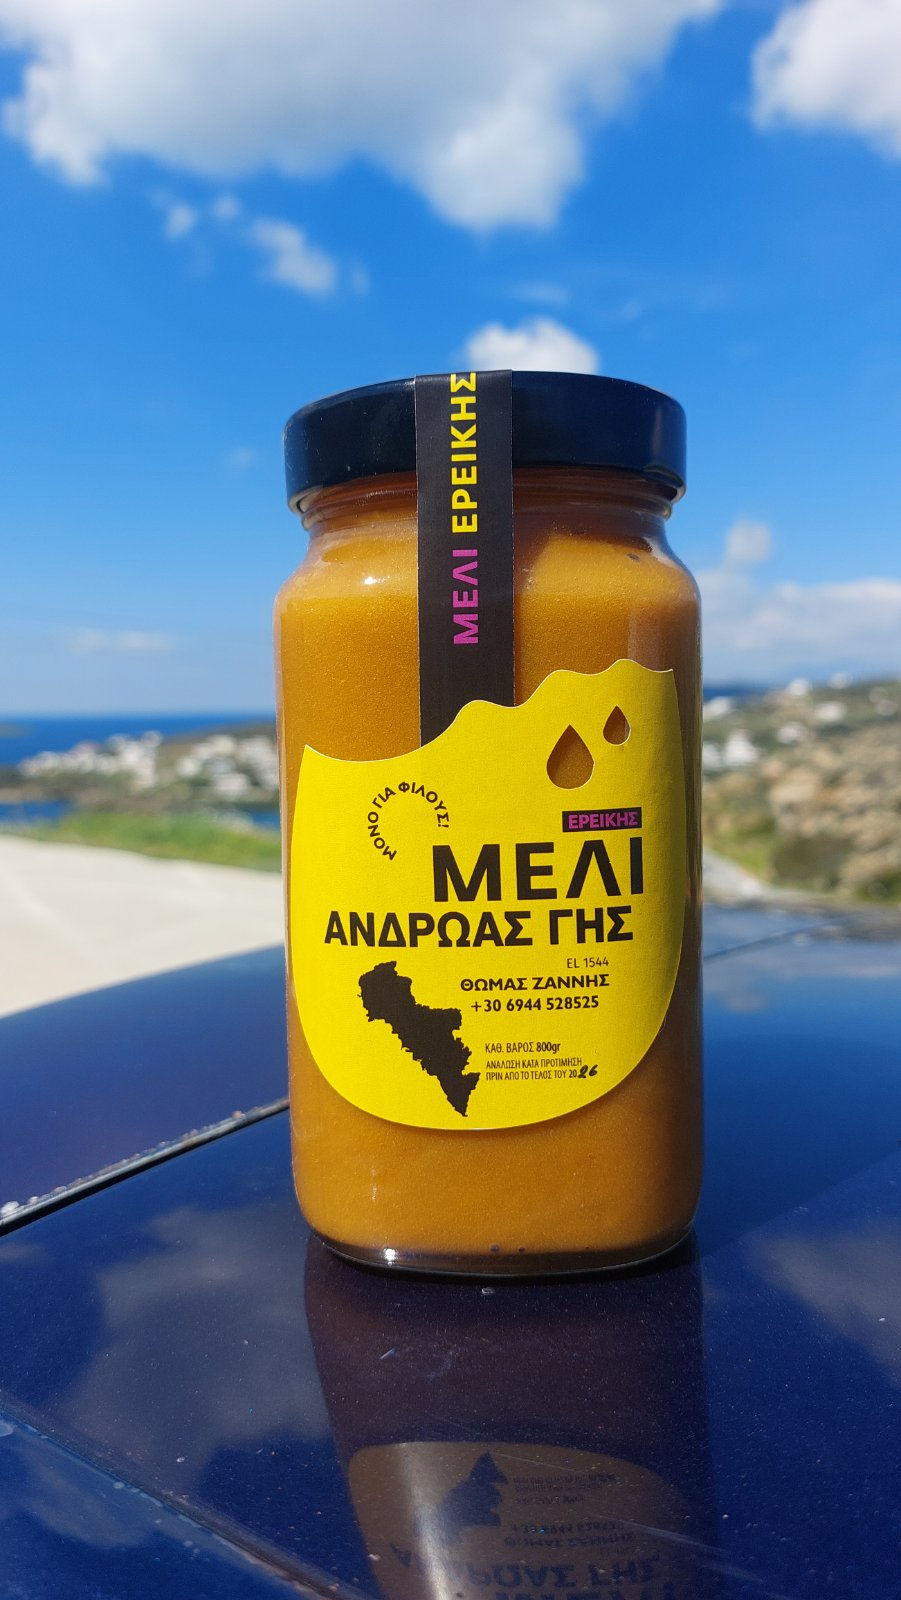 ΜΕΛΙ ΕΡΕΙΚΗΣ
ΜΟΝΟ ΓΙΑ ΦΙΛΟΥΣ!
ΕΡΕΙΚΗΣ
ΜΕΛΙ
ΑΝΔΡΩΑΣ ΓΗΣ
EL 1544
ΘΩΜΑΣ ΖΑΝΝΗΣ
+30 6944 528525
ΚΑΘ. ΒΑΡΟΣ 800gr
ΑΝΑΛΩΣΗ ΚΑΤΑ ΠΡΟΤΙΜΗΣΗ
ΠΡΙΝ ΑΠΟ ΤΟ ΤΕΛΟΣ ΤΟΥ 2026